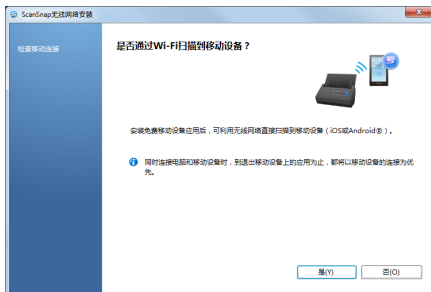 ScanSnap无线网络安装
检查移动连接
是否通过Wi-Fi扫描到移动设备？
安装免费移动设备应用后，可利用无线网络直接扫描到移动设备（iOS或Android®）。
同时连接电脑和移动设备时，到退出移动设备上的应用为止，都将以移动设备的连接为优
先。
是(Y)
否(O)